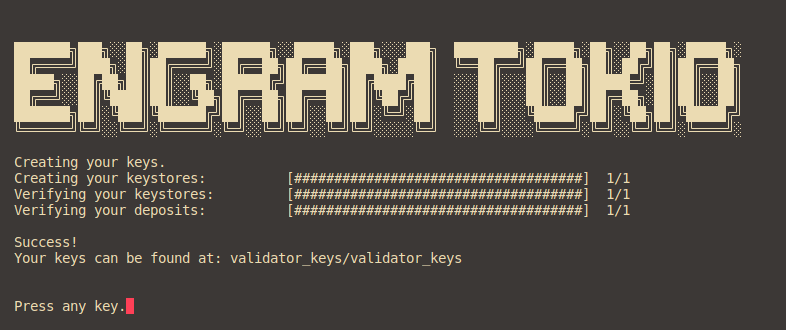 ENGRAM TOKIO
Creating your keys.
Creating your keystores: [####################################] 1/1
Verifying your keystores: [####################################] 1/1
Verifying your deposits: [####################################] 1/1
Success!
Your keys can be found at: validator_keys/validator_keys
Press any key.